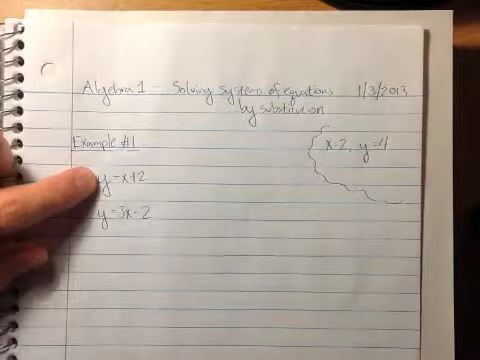 Algebra 1 - Solving systems of equations 1/3/2013
by substitution
Example #1
x=2, y=4
y=x+2
y=3x-2